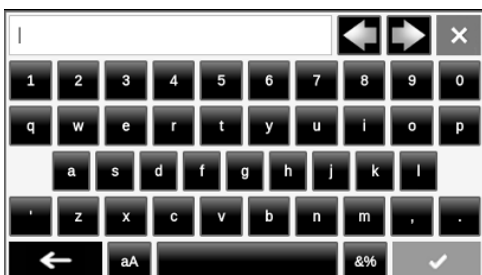 1 2 3 4 5 6 7 8 9 0
q w e r t y u i o p
a s d f g h j k l
' z x c v b n m , .
aA &%